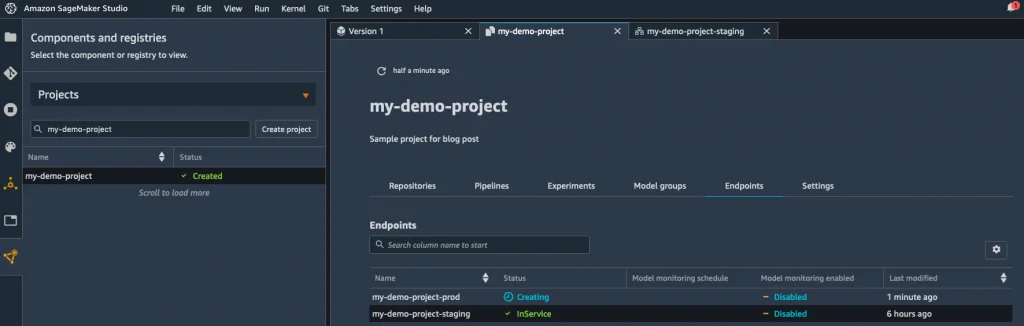 Amazon SageMaker Studio File Edit View Run Kernel Git Tabs Settings Help
1
Components and registries
Select the component or registry to view.
Projects
my-demo-project
Create project
Name Status
my-demo-project Created
Scroll to load more
Version 1 my-demo-project my-demo-project-staging
half a minute ago
my-demo-project
Sample project for blog post
Repositories Pipelines Experiments Model groups Endpoints Settings
Endpoints
Search column name to start
Name Status Model monitoring schedule Model monitoring enabled Last modified
my-demo-project-prod Creating Disabled 1 minute ago
my-demo-project-staging InService Disabled 6 hours ago